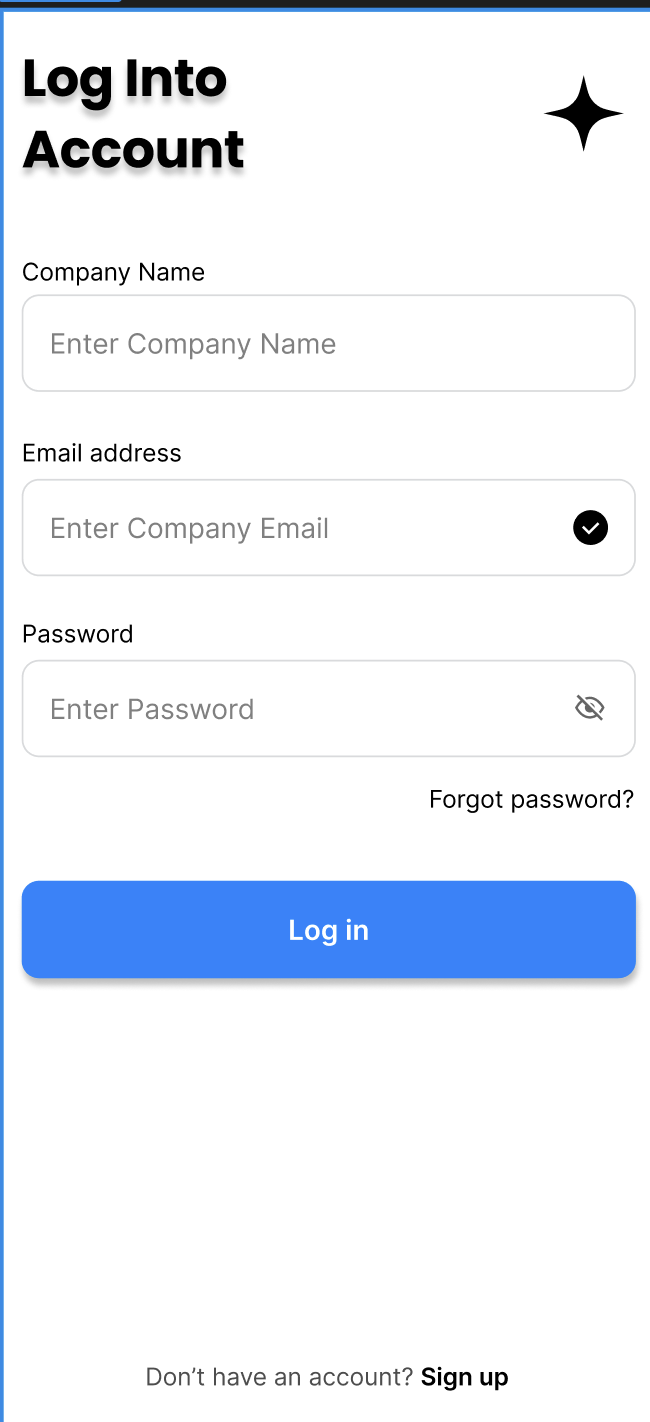 Log Into
Account
Company Name
Enter Company Name
Email address
Enter Company Email
Password
Enter Password
Forgot password?
Log in
Don’t have an account? Sign up